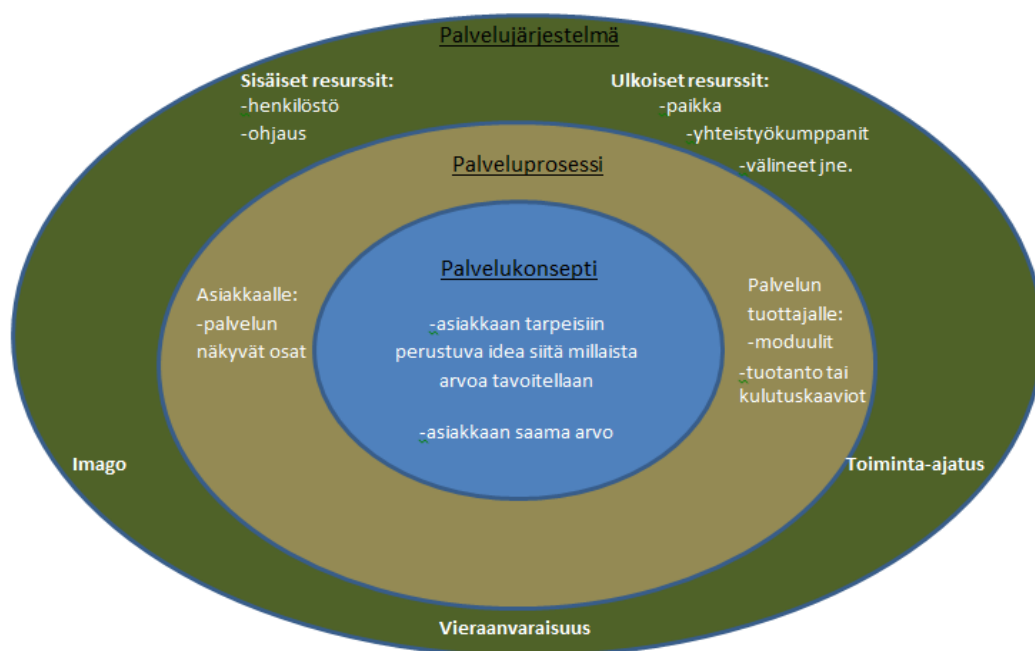 Palvelujärjestelmä
Sisäiset resurssit:
-henkilöstö
-ohjaus
Ulkoiset resurssit:
-paikka
-yhteistyökumppanit
-välineet jne.
Palveluprosessi
Asiakkaalle:
-palvelun
näkyvät osat
Palvelukonsepti
-asiakkaan tarpeisiin
perustuva idea siitä millaista
arvoa tavoitellaan
-asiakkaan saama arvo
Palvelun
tuottajalle:
-moduulit
-tuotanto tai
kulutuskaaviot
Imago
Toiminta-ajatus
Vieraanvaraisuus